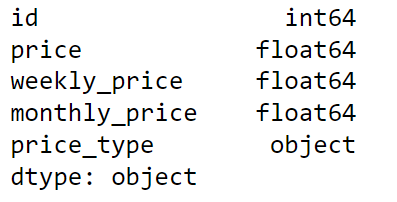 id                  int64
price             float64
weekly_price      float64
monthly_price     float64
price_type         object
dtype: object